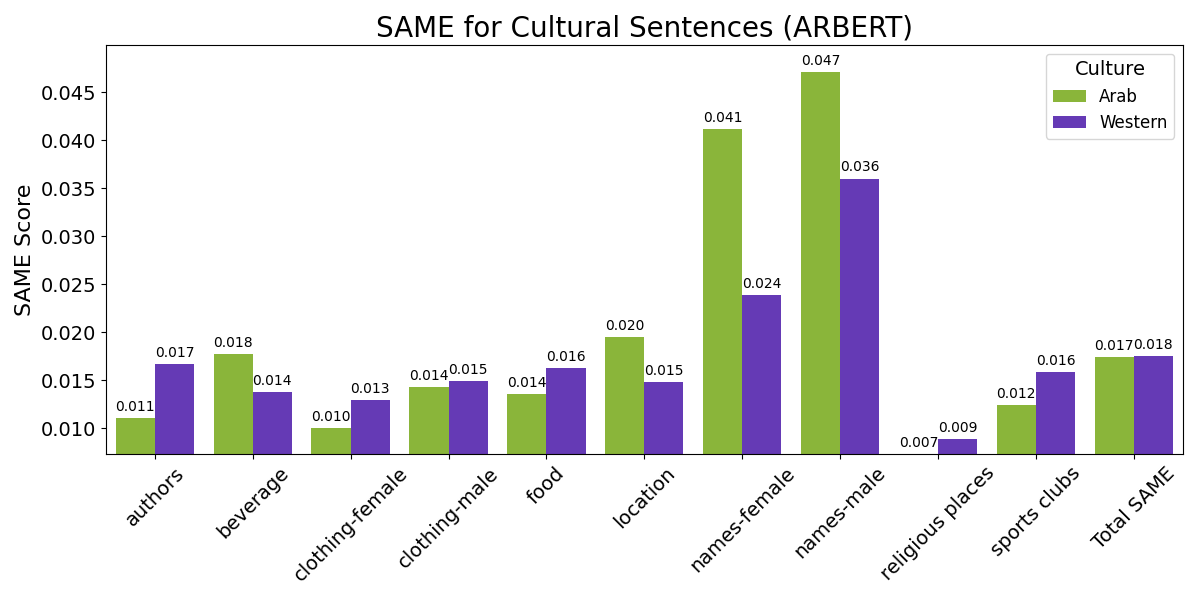 SAME for Cultural Sentences (ARBERT)
SAME Score
0.045
0.040
0.035
0.030
0.025
0.020
0.015
0.010
Culture
Arab
Western
0.011
0.017
0.018
0.014
0.010
0.013
0.014
0.015
0.014
0.016
0.020
0.015
0.041
0.024
0.047
0.036
0.007
0.009
0.012
0.016
0.017
0.018
authors
beverage
clothing-female
clothing-male
food
location
names-female
names-male
religious places
sports clubs
Total SAME